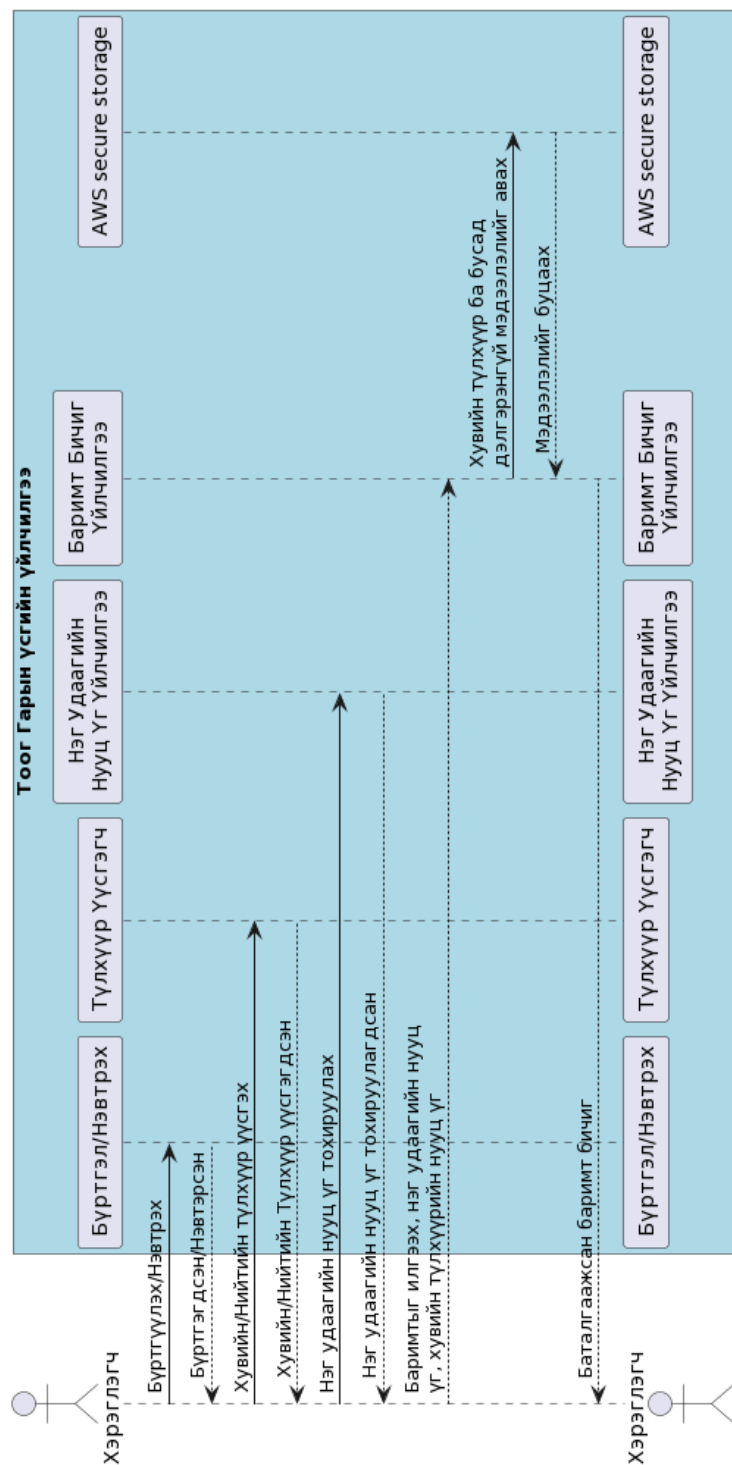 Тоог Гарын үсгийн үйлчилгээ
Хэрэглэгч
Бүртгэл/Нэвтрэх
Түлхүүр Үүсгэгч
Нэг Удаагийн
Нууц Үг Үйлчилгээ
Баримт Бичиг
Үйлчилгээ
AWS secure storage
Бүртгүүлэх/Нэвтрэх
Бүртгэгдсэн/Нэвтэрсэн
Хувийн/Нийтийн түлхүүр үүсгэх
Хувийн/Нийтийн Түлхүүр үүсгэгдсэн
Нэг удаагийн нууц үг тохируулах
Нэг удаагийн нууц үг тохируулагдсан
Баримтыг илгээх, нэг удаагийн нууц
үг, хувийн түлхүүрийн нууц үг
Хувийн түлхүүр ба бусад
дэлгэрэнгүй мэдээлэлийг авах
Мэдээлэлийг буцаах
Баталгаажсан баримт бичиг
Хэрэглэгч
Бүртгэл/Нэвтрэх
Түлхүүр Үүсгэгч
Нэг Удаагийн
Нууц Үг Үйлчилгээ
Баримт Бичиг
Үйлчилгээ
AWS secure storage